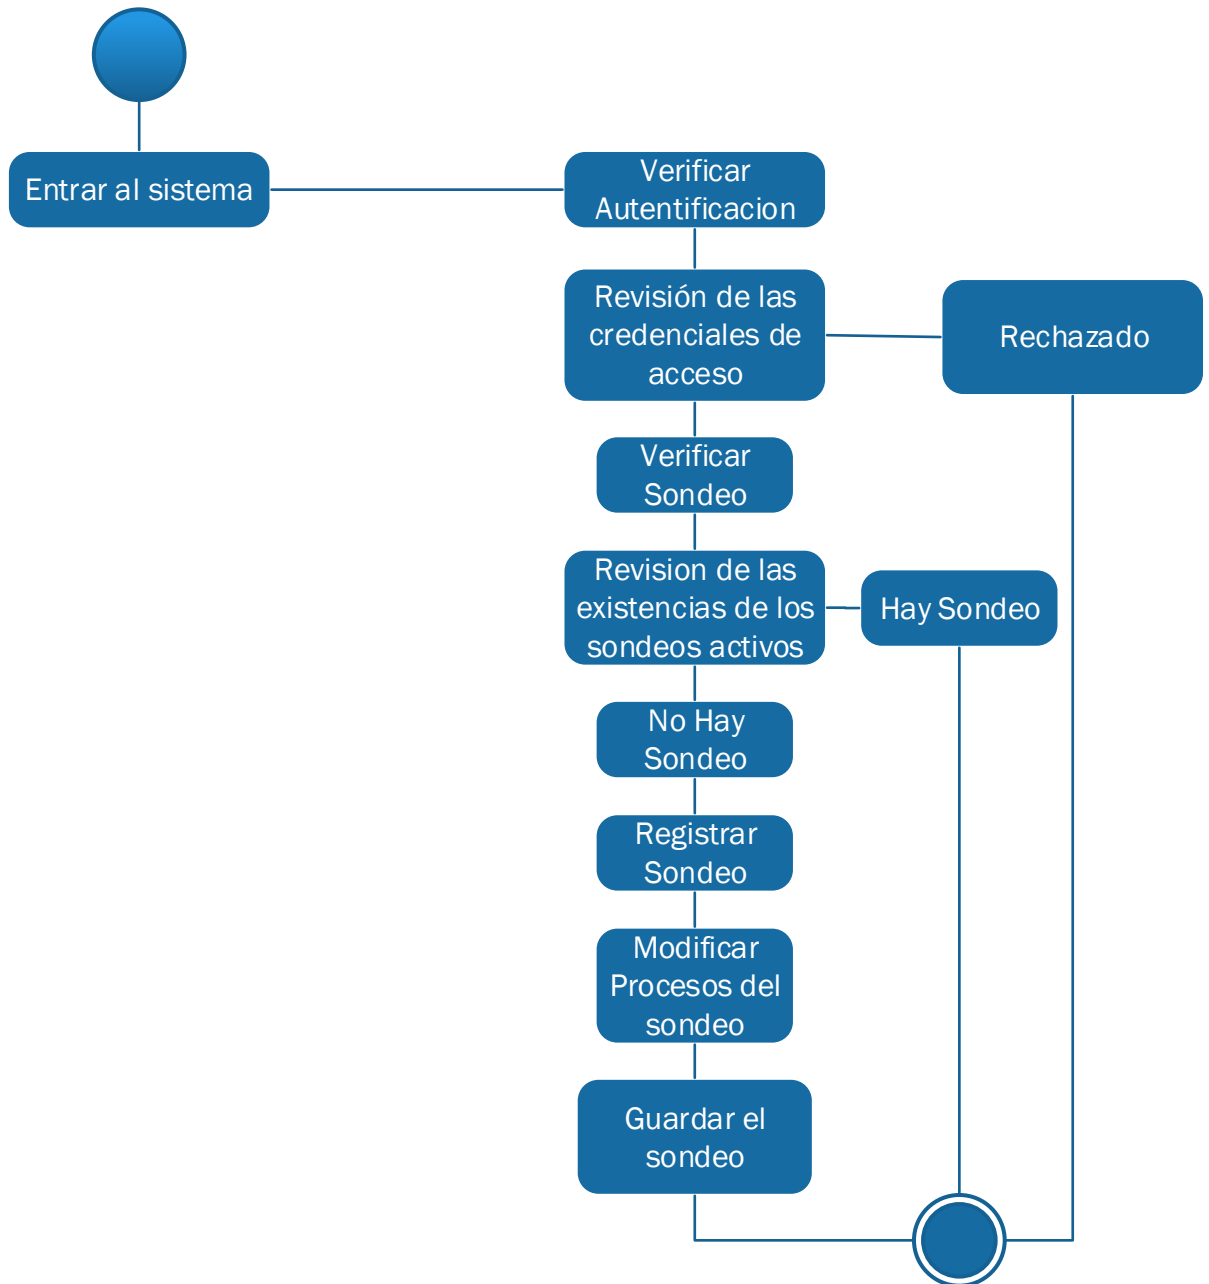 Entrar al sistema
Verificar
Autentificacion
Revisión de las
credenciales de
acceso
Rechazado
Verificar
Sondeo
Revision de las
existencias de los
sondeos activos
Hay Sondeo
No Hay
Sondeo
Registrar
Sondeo
Modificar
Procesos del
sondeo
Guardar el
sondeo